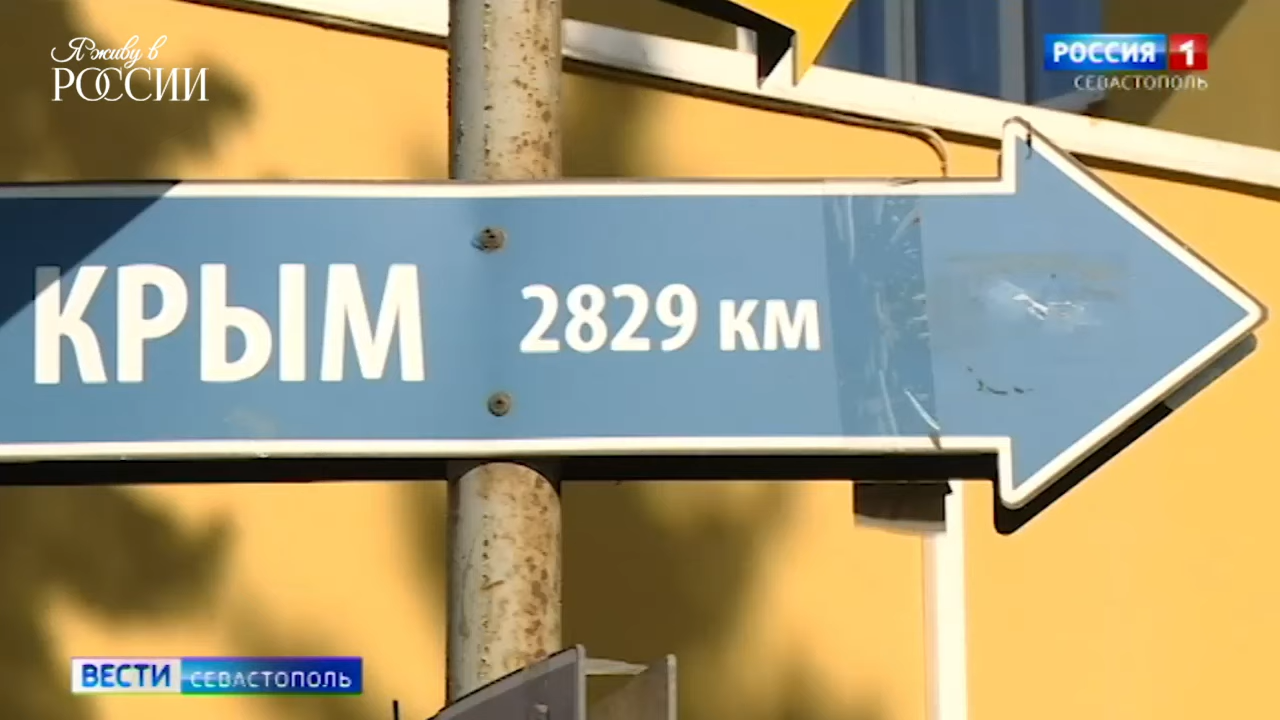 Я живу в
РОССИИ
РОССИЯ 1
СЕВАСТОПОЛЬ
КРЫМ 2829 км
ВЕСТИ СЕВАСТОПОЛЬ